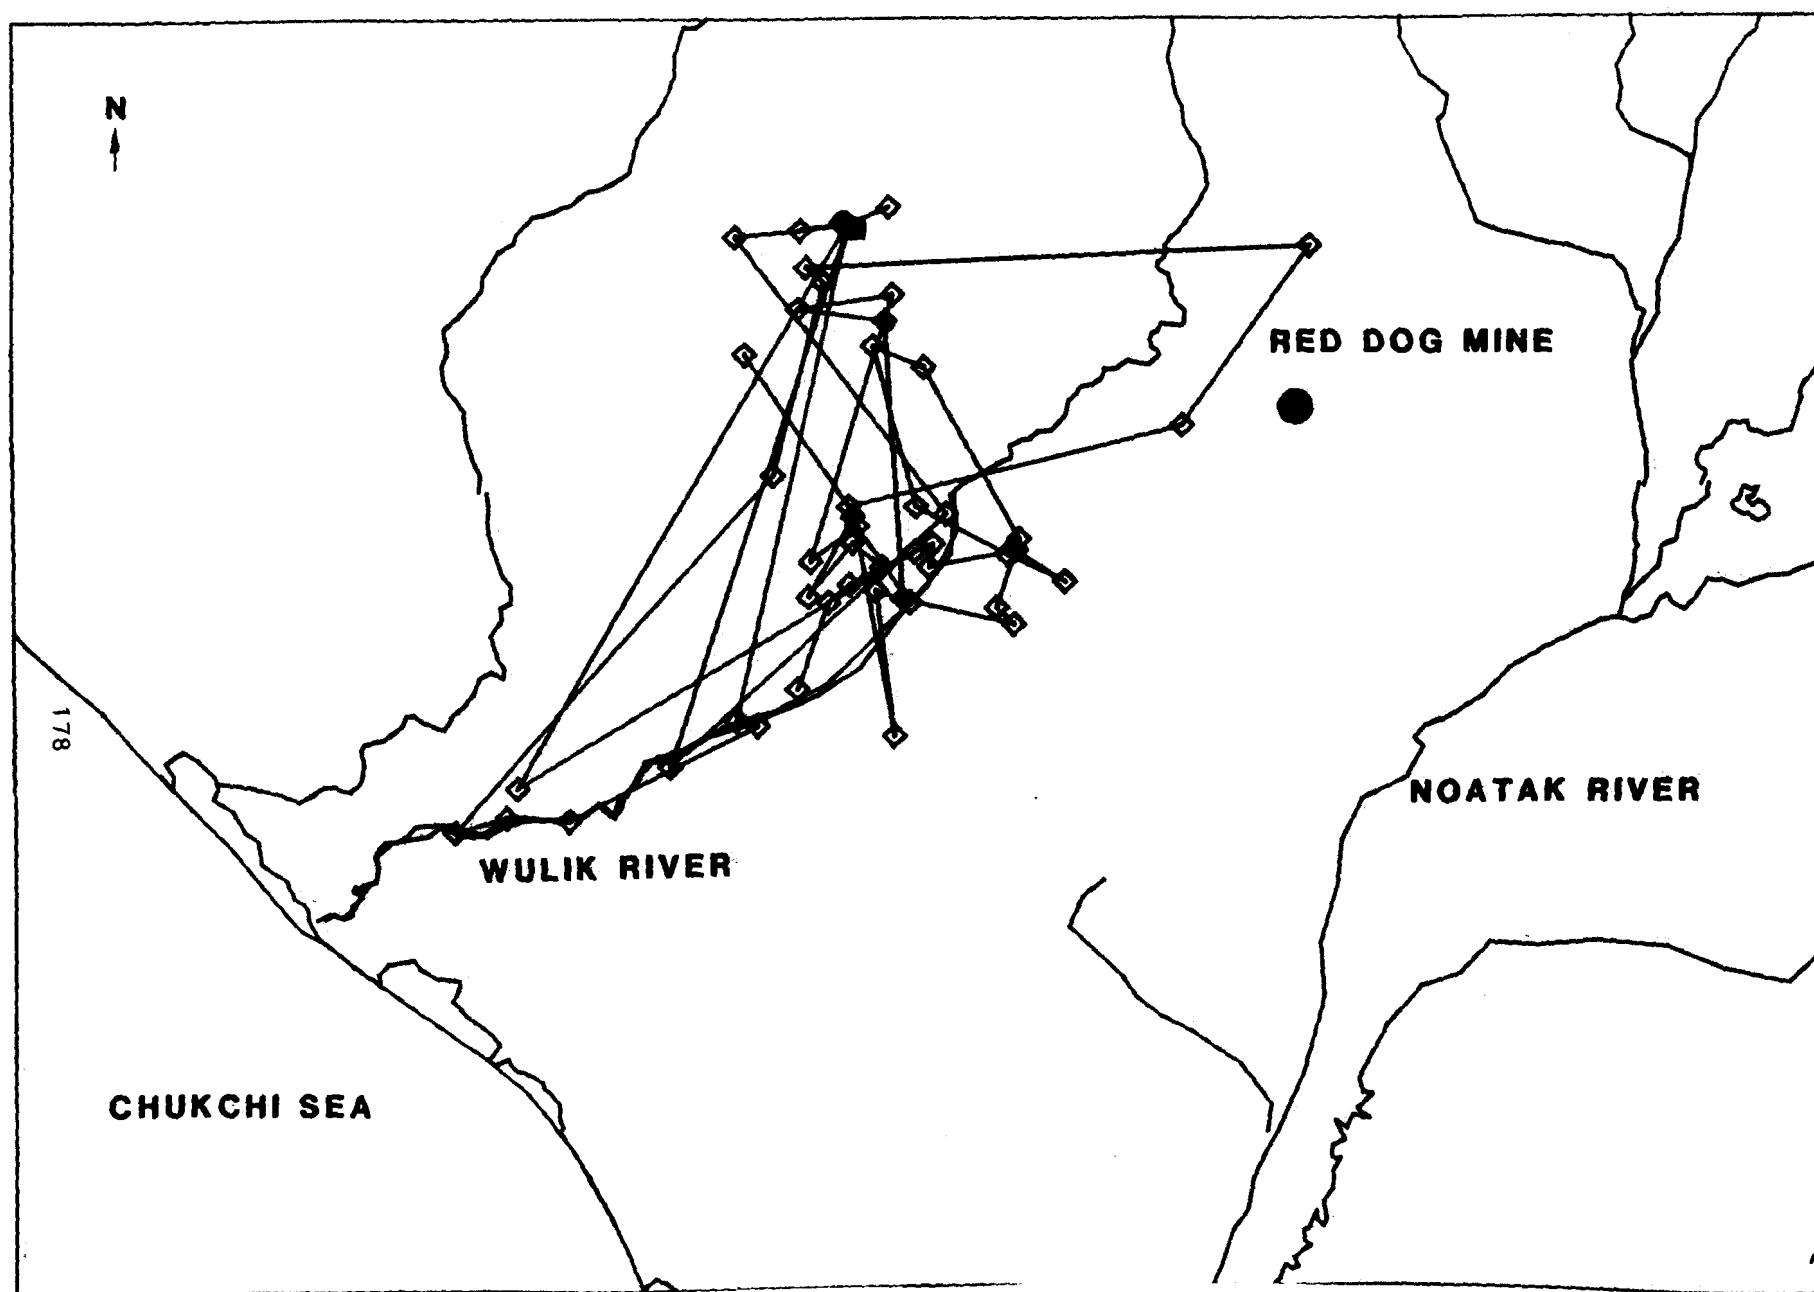 N
RED DOG MINE
178
NOATAK RIVER
WULIK RIVER
CHUKCHI SEA